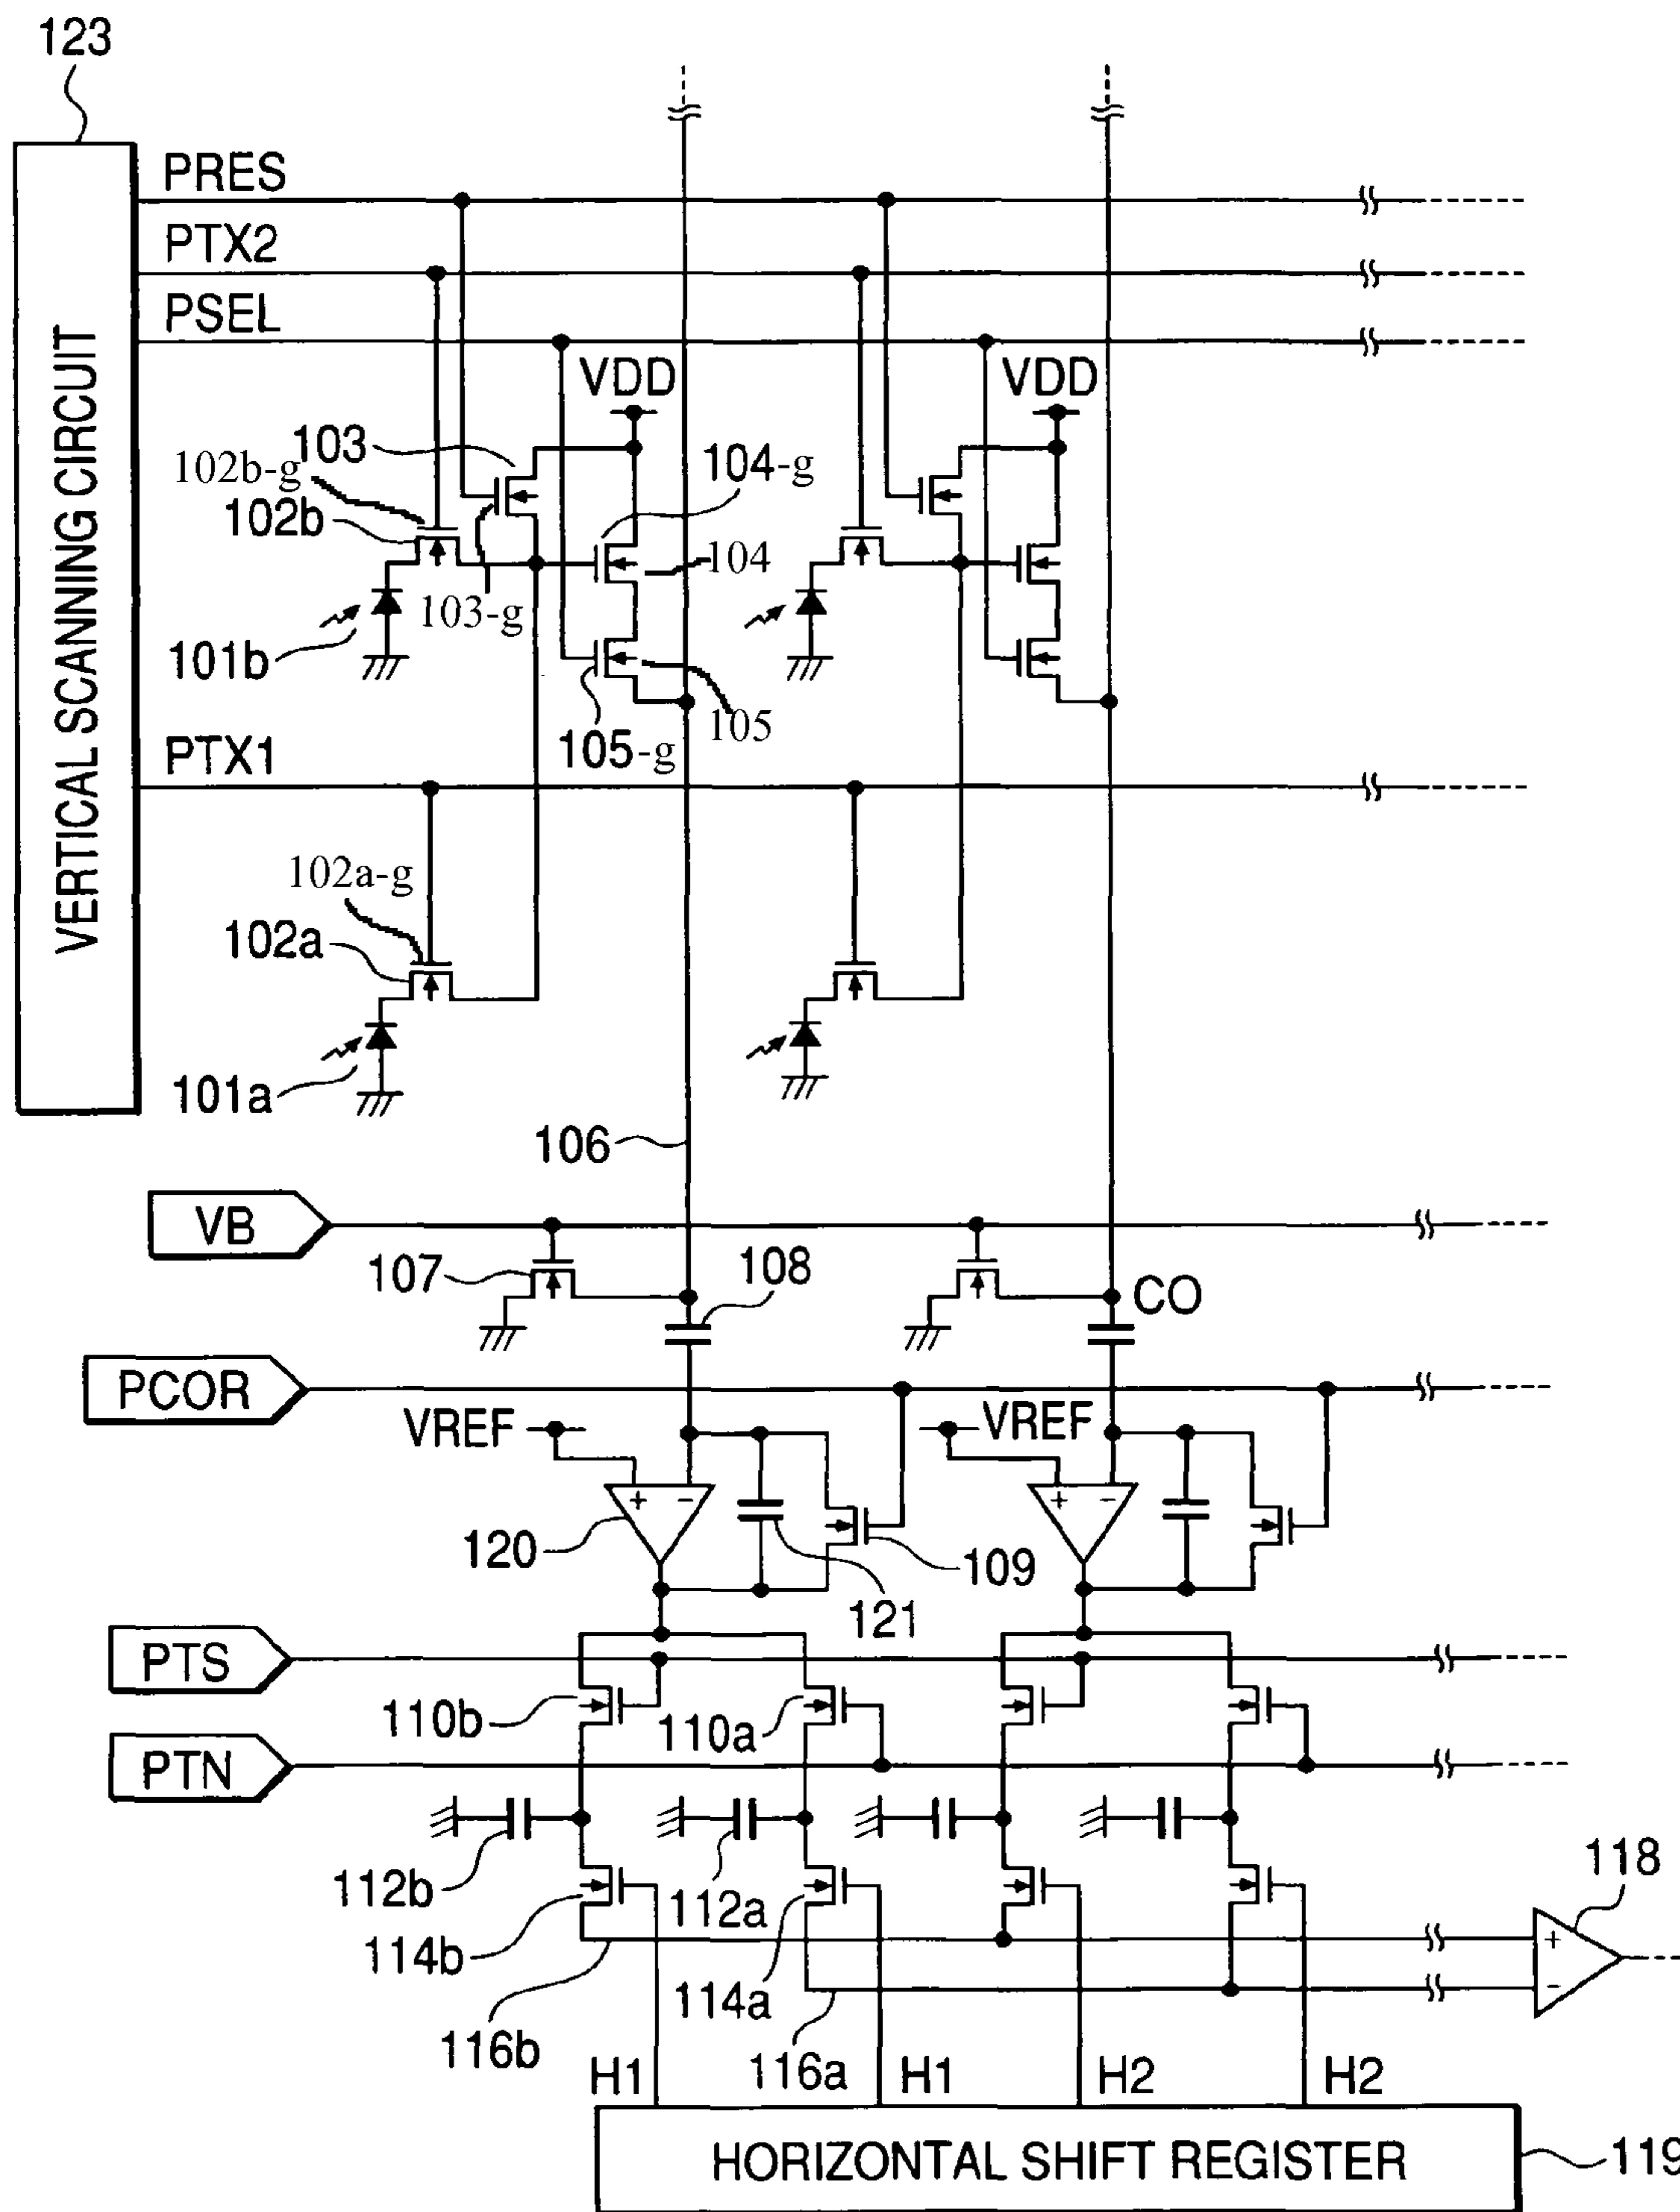 123
PRES
PTX2
PSEL
VERTICAL SCANNING CIRCUIT
VDD
VDD
103
104-g
102b-g
102b
104
103-g
101b
105
105-g
PTX1
102a-g
102a
101a
106
VB
107
108
CO
PCOR
VREF
VREF
+ −
+ −
120
109
121
PTS
110b
110a
PTN
112b
112a
118
114b
+
114a
−
116b
116a
H1
H1
H2
H2
HORIZONTAL SHIFT REGISTER
119